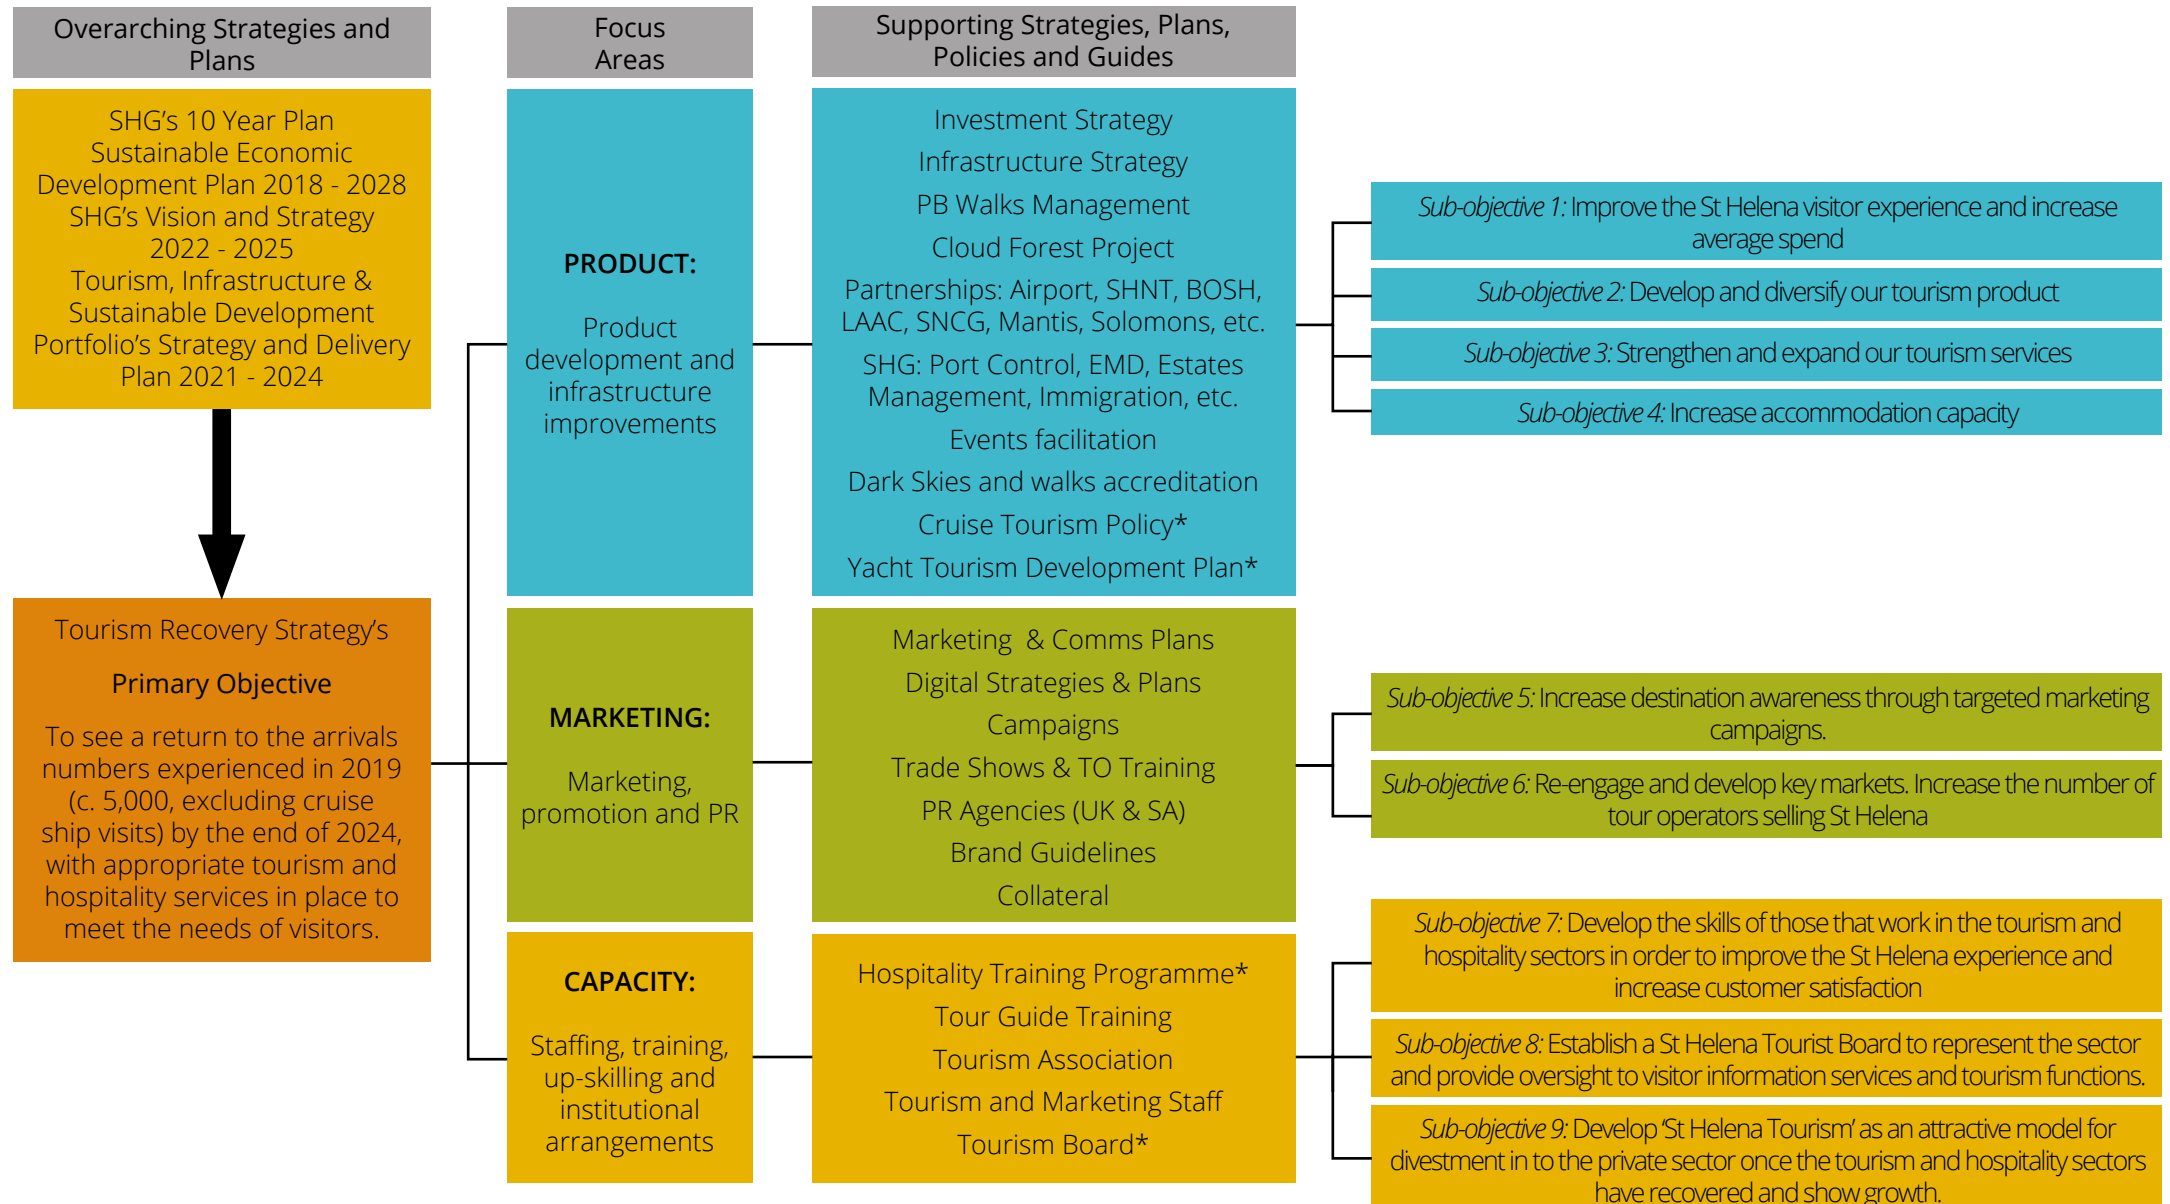 Overarching Strategies and
Plans
SHG’s 10 Year Plan
Sustainable Economic
Development Plan 2018 - 2028
SHG’s Vision and Strategy
2022 - 2025
Tourism, Infrastructure &
Sustainable Development
Portfolio’s Strategy and Delivery
Plan 2021 - 2024
Tourism Recovery Strategy’s
Primary Objective
To see a return to the arrivals
numbers experienced in 2019
(c. 5,000, excluding cruise
ship visits) by the end of 2024,
with appropriate tourism and
hospitality services in place to
meet the needs of visitors.
Focus
Areas
PRODUCT:
Product
development and
infrastructure
improvements
MARKETING:
Marketing,
promotion and PR
CAPACITY:
Staffing, training,
up-skilling and
institutional
arrangements
Supporting Strategies, Plans,
Policies and Guides
Investment Strategy
Infrastructure Strategy
PB Walks Management
Cloud Forest Project
Partnerships: Airport, SHNT, BOSH,
LAAC, SNCG, Mantis, Solomons, etc.
SHG: Port Control, EMD, Estates
Management, Immigration, etc.
Events facilitation
Dark Skies and walks accreditation
Cruise Tourism Policy*
Yacht Tourism Development Plan*
Marketing & Comms Plans
Digital Strategies & Plans
Campaigns
Trade Shows & TO Training
PR Agencies (UK & SA)
Brand Guidelines
Collateral
Hospitality Training Programme*
Tour Guide Training
Tourism Association
Tourism and Marketing Staff
Tourism Board*
Sub-objective 1: Improve the St Helena visitor experience and increase
average spend
Sub-objective 2: Develop and diversify our tourism product
Sub-objective 3: Strengthen and expand our tourism services
Sub-objective 4: Increase accommodation capacity
Sub-objective 5: Increase destination awareness through targeted marketing
campaigns.
Sub-objective 6: Re-engage and develop key markets. Increase the number of
tour operators selling St Helena
Sub-objective 7: Develop the skills of those that work in the tourism and
hospitality sectors in order to improve the St Helena experience and
increase customer satisfaction
Sub-objective 8: Establish a St Helena Tourist Board to represent the sector
and provide oversight to visitor information services and tourism functions.
Sub-objective 9: Develop ‘St Helena Tourism’ as an attractive model for
divestment in to the private sector once the tourism and hospitality sectors
have recovered and show growth.